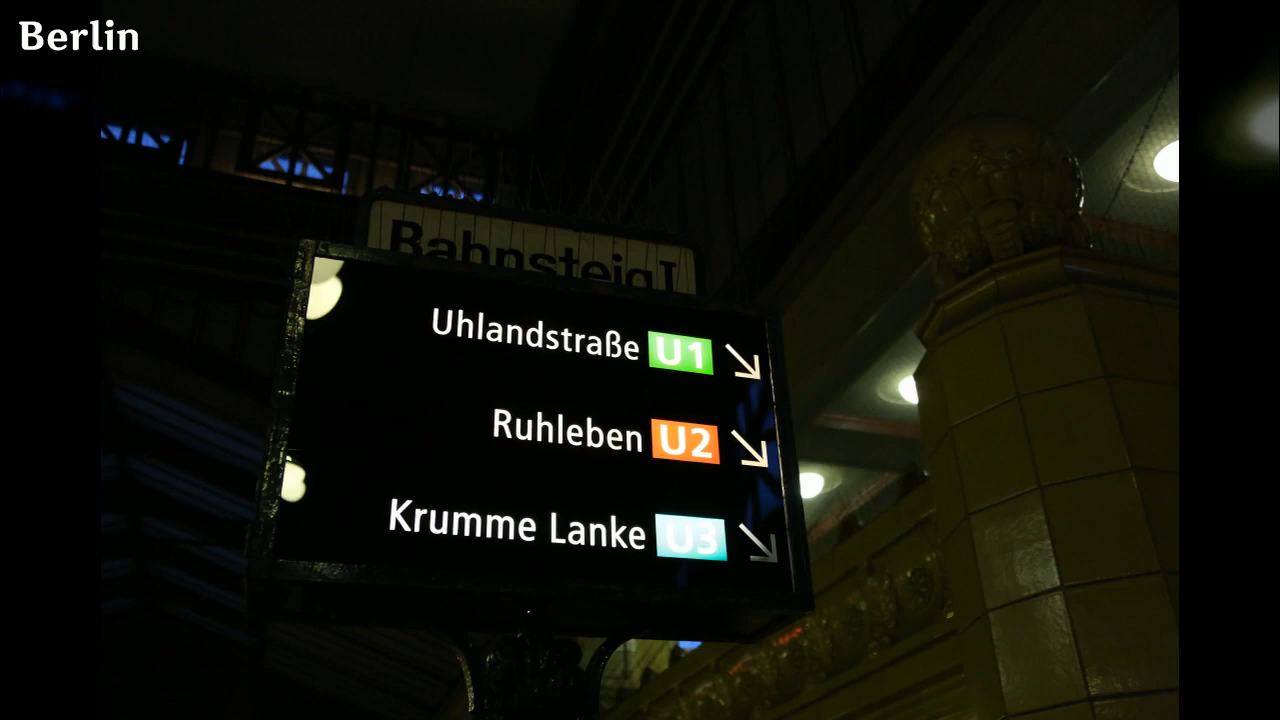 Berlin
Bahnsteig I
Uhlandstraße U1
Ruhleben U2
Krumme Lanke U3